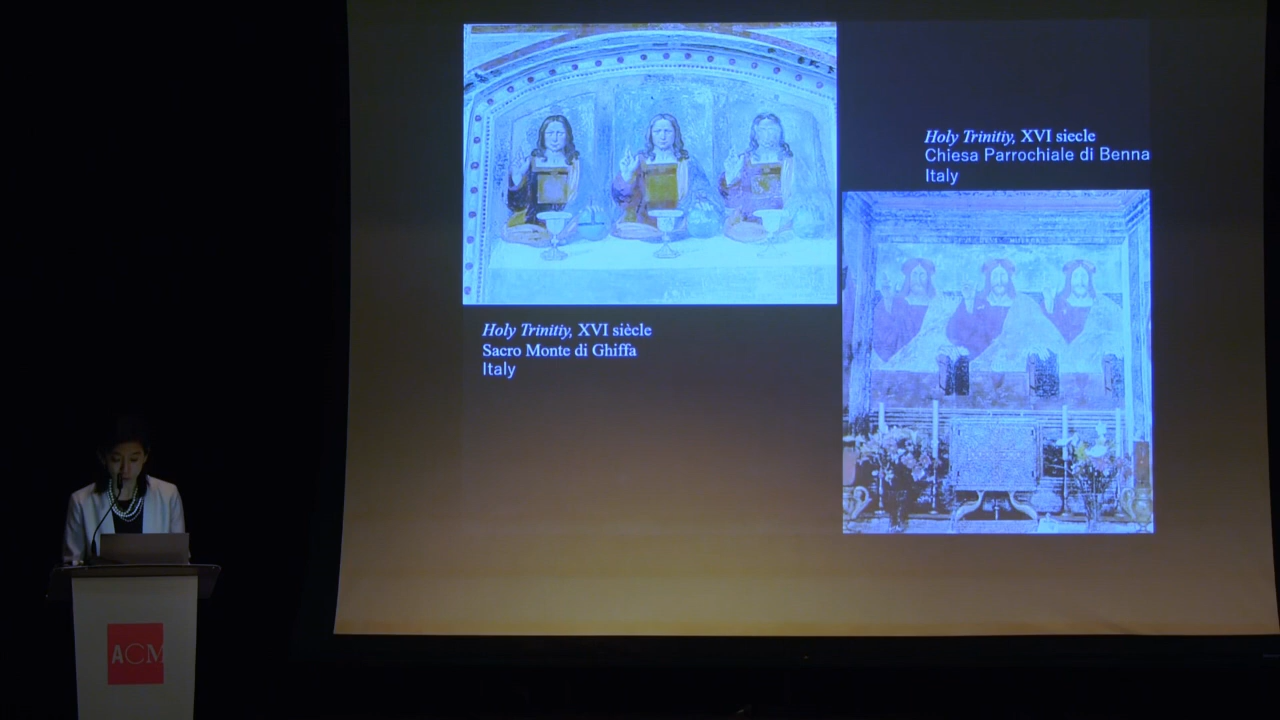 Holy Trinitiy, XVI siècle
Sacro Monte di Ghiffa
Italy
Holy Trinitiy, XVI siecle
Chiesa Parrochiale di Benna
Italy
ACM